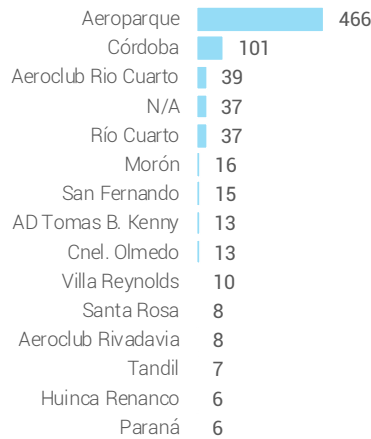 Aeroparque 466
Córdoba 101
Aeroclub Rio Cuarto 39
N/A 37
Río Cuarto 37
Morón 16
San Fernando 15
AD Tomas B. Kenny 13
Cnel. Olmedo 13
Villa Reynolds 10
Santa Rosa 8
Aeroclub Rivadavia 8
Tandil 7
Huinca Renanco 6
Paraná 6